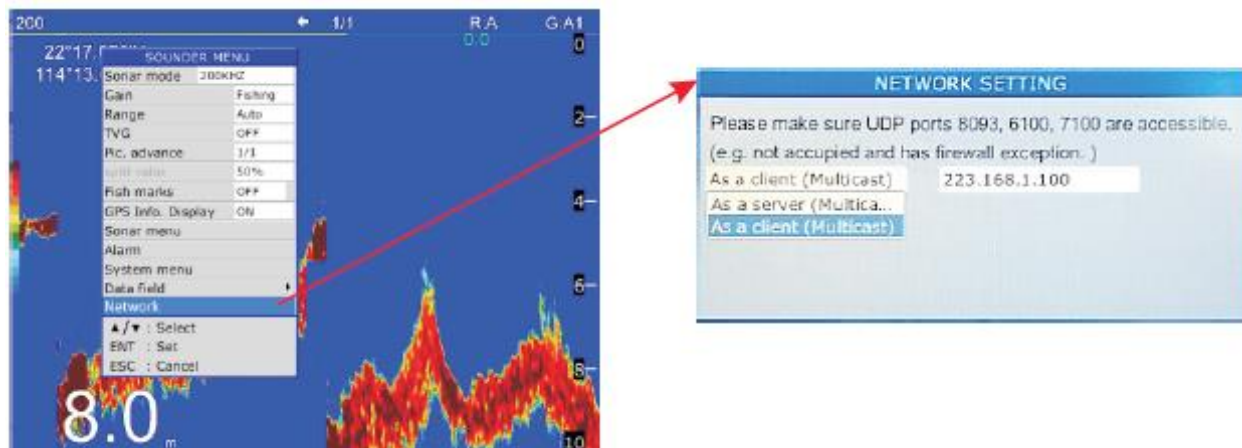 200 1/1 R.A G.A1
0.0
0
22°17.
114°13.
SOUNDER MENU
Sonar mode 200KHZ
Gain Fishing
Range Auto
TVG OFF
Pic. advance 1/1
50%
Fish marks OFF
GPS Info. Display ON
Sonar menu
Alarm
System menu
Data field
Network
▲/▼ : Select
ENT : Set
ESC : Cancel
2
4
6
8
10
8.0 m
NETWORK SETTING
Please make sure UDP ports 8093, 6100, 7100 are accessible.
(e.g. not accupied and has firewall exception. )
As a client (Multicast) 223.168.1.100
As a server (Multica...
As a client (Multicast)